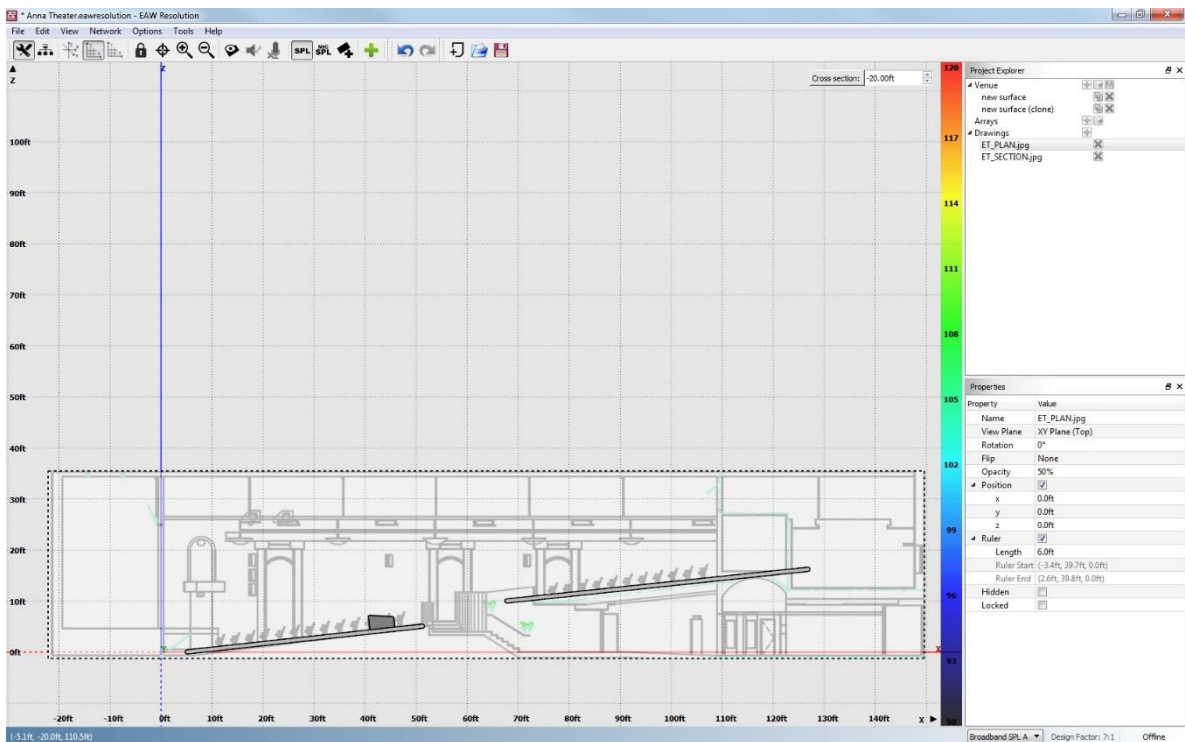 * Anna Theater.eawresolution - EAW Resolution
File Edit View Network Options Tools Help
SPL MIC SPL
Z
z
Cross section: -20.00ft
100ft
90ft
80ft
70ft
60ft
50ft
40ft
30ft
20ft
10ft
0ft
Y
X
-20ft -10ft 0ft 10ft 20ft 30ft 40ft 50ft 60ft 70ft 80ft 90ft 100ft 110ft 120ft 130ft 140ft X
120
117
114
111
108
105
102
99
96
93
90
Project Explorer
Venue
new surface
new surface (clone)
Arrays
Drawings
ET_PLAN.jpg
ET_SECTION.jpg
Properties
Property Value
Name ET_PLAN.jpg
View Plane XY Plane (Top)
Rotation 0°
Flip None
Opacity 50%
Position
x 0.0ft
y 0.0ft
z 0.0ft
Ruler
Length 6.0ft
Ruler Start (-3.4ft, 39.7ft, 0.0ft)
Ruler End (2.6ft, 39.8ft, 0.0ft)
Hidden
Locked
(-5.1ft, -20.0ft, 110.5ft)
Broadband SPL A Design Factor: 7:1 Offline